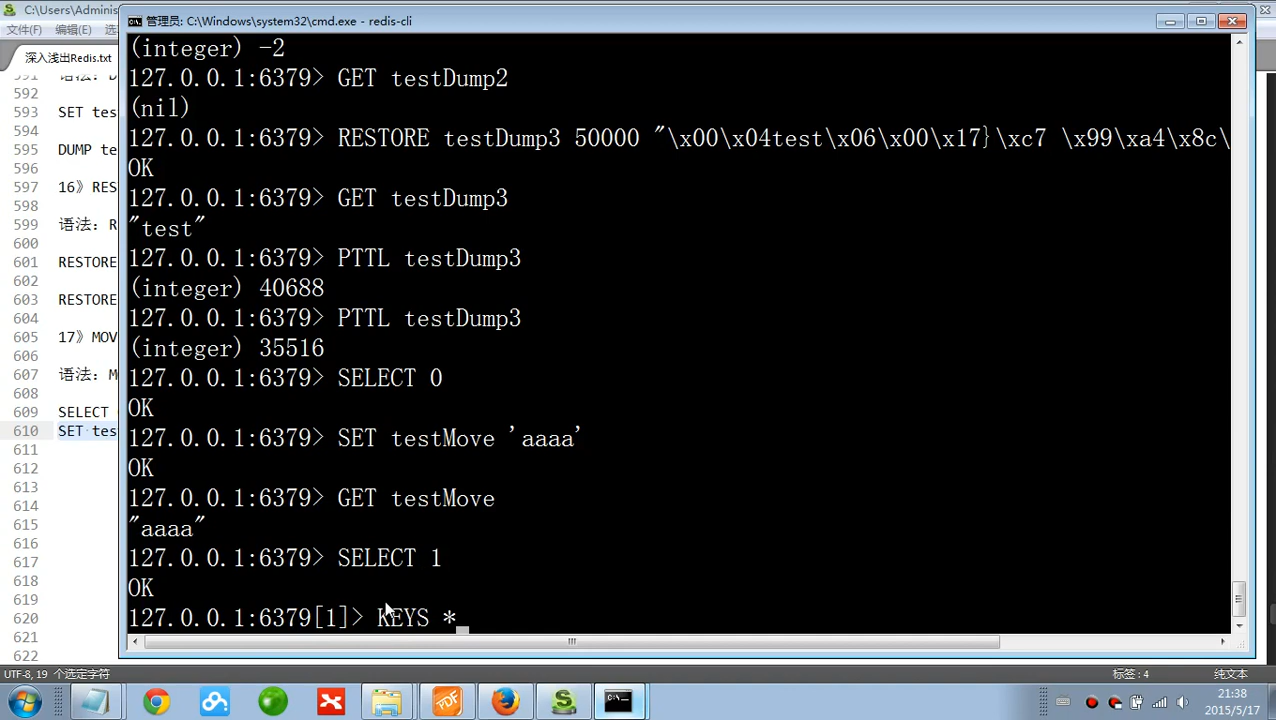 C:\Users\Adminis
文件(F) 编辑(E) 选
深入浅出Redis.txt
591 语法:D
592
593 SET tes
594
595 DUMP te
596
597 16》RES
598
599 语法:R
600
601 RESTORE
602
603 RESTORE
604
605 17》MOV
606
607 语法:M
608
609 SELECT
610 SET tes
611
612
613
614
615
616
617
618
619
620
621
622
管理员: C:\Windows\system32\cmd.exe - redis-cli
(integer) -2
127.0.0.1:6379> GET testDump2
(nil)
127.0.0.1:6379> RESTORE testDump3 50000 "\x00\x04test\x06\x00\x17}\xc7 \x99\xa4\x8c\
OK
127.0.0.1:6379> GET testDump3
"test"
127.0.0.1:6379> PTTL testDump3
(integer) 40688
127.0.0.1:6379> PTTL testDump3
(integer) 35516
127.0.0.1:6379> SELECT 0
OK
127.0.0.1:6379> SET testMove 'aaaa'
OK
127.0.0.1:6379> GET testMove
"aaaa"
127.0.0.1:6379> SELECT 1
OK
127.0.0.1:6379[1]> KEYS *
UTF-8, 19 个选定字符
标签: 4
纯文本
21:38
2015/5/17